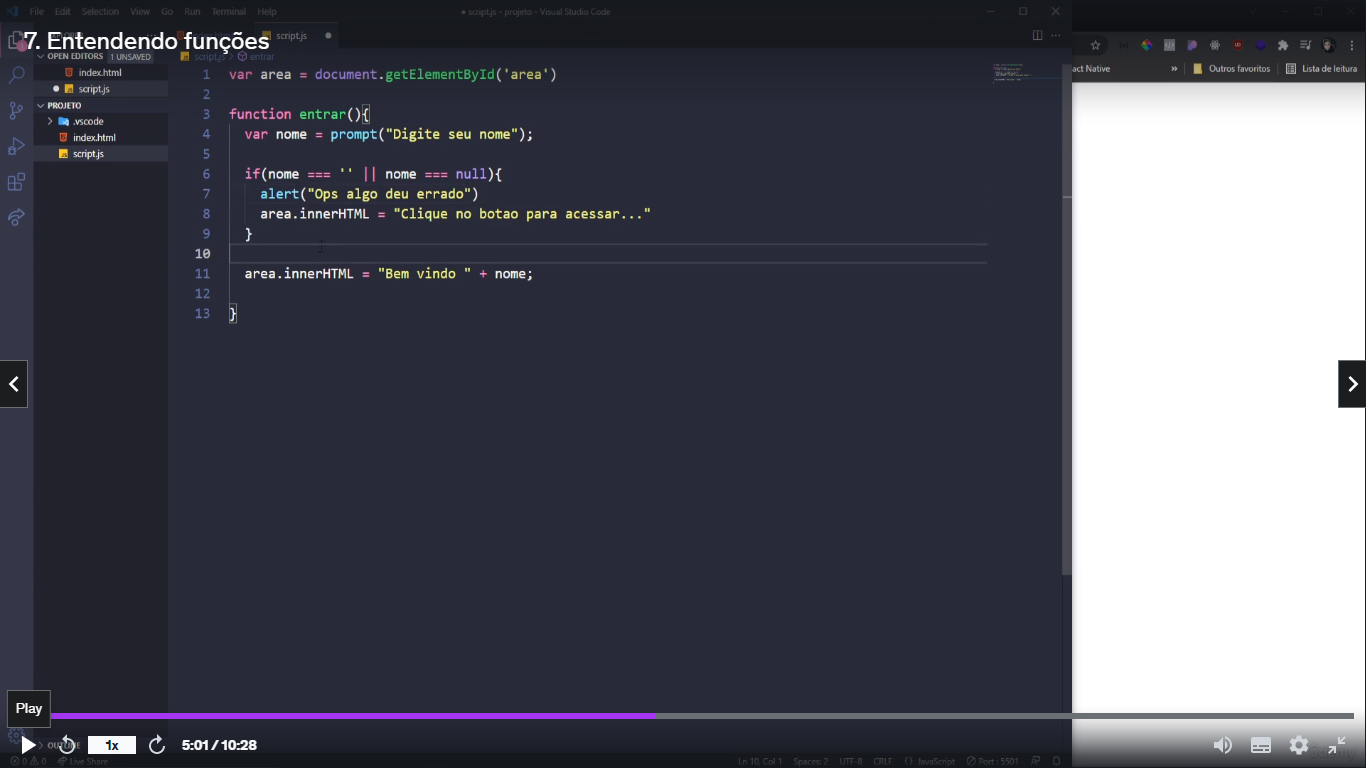 File Edit Selection View Go Run Terminal Help
● script.js - projeto - Visual Studio Code
7. Entendendo funções
script.js ●
OPEN EDITORS 1 UNSAVED
script.js > entrar
index.html
● script.js
PROJETO
.vscode
index.html
script.js
1 var area = document.getElementById('area')
2
3 function entrar(){
4 var nome = prompt("Digite seu nome");
5
6 if(nome === '' || nome === null){
7 alert("Ops algo deu errado")
8 area.innerHTML = "Clique no botao para acessar..."
9 }
10
11 area.innerHTML = "Bem vindo " + nome;
12
13 }
act Native
» Outros favoritos
Lista de leitura
Play
OUTLINE
1x
5:01 / 10:28
0 0 Live Share
Ln 10, Col 1 Spaces: 2 UTF-8 CRLF {} JavaScript Port : 5501